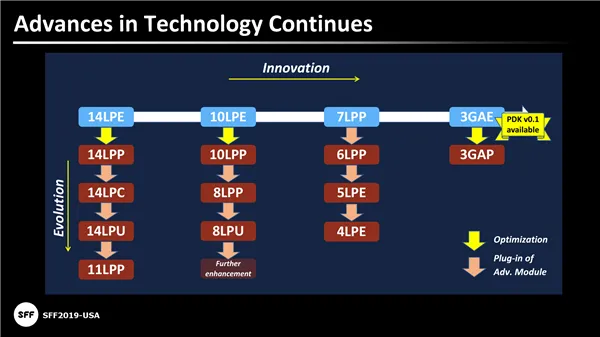 Advances in Technology Continues
Innovation
14LPE 10LPE 7LPP 3GAE
PDK v0.1
available
14LPP 10LPP 6LPP 3GAP
14LPC 8LPP 5LPE
14LPU 8LPU 4LPE
11LPP Further
enhancement
Evolution
Optimization
Plug-in of
Adv. Module
SFF SFF2019-USA